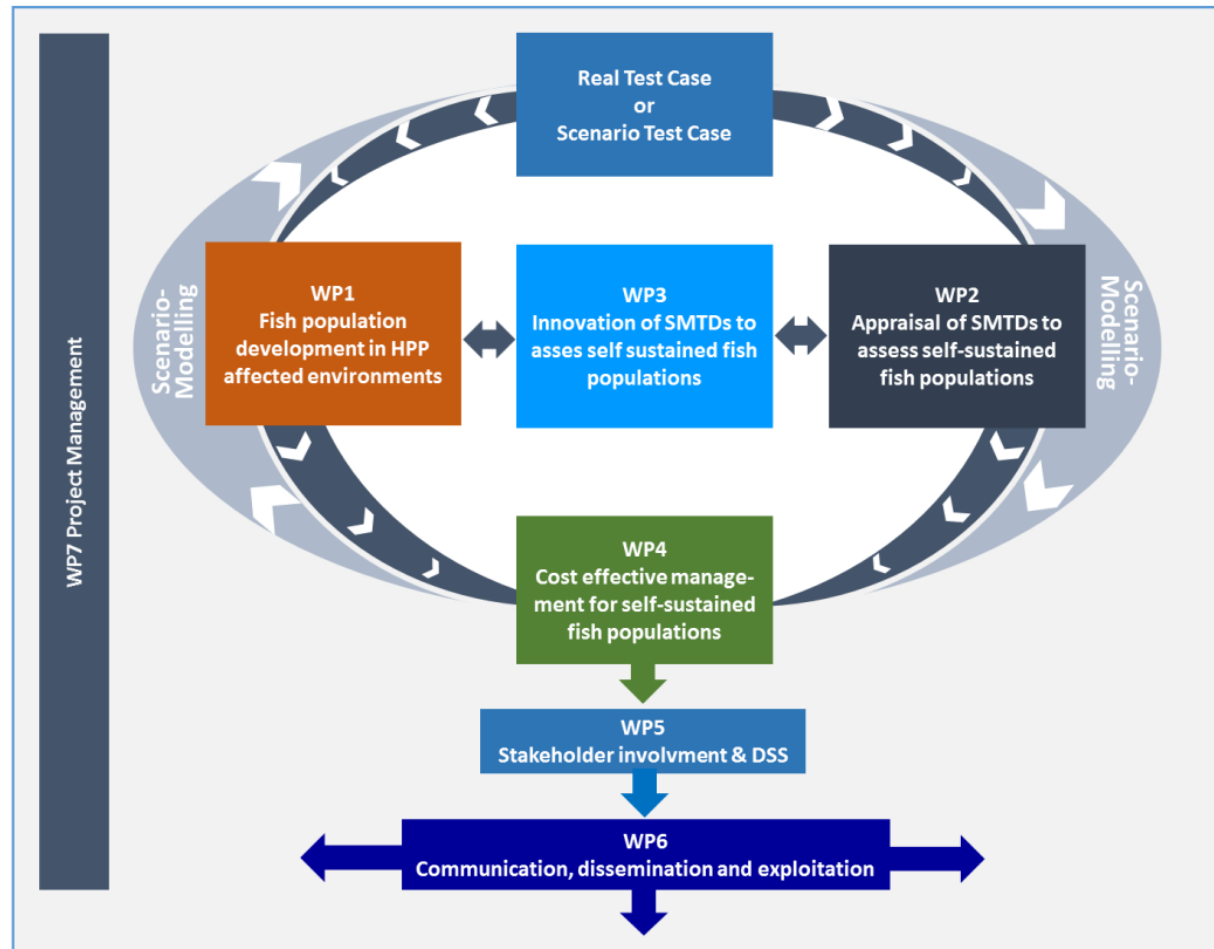 Real Test Case
or
Scenario Test Case
WP7 Project Management
Scenario-
Modelling
WP1
Fish population
development in HPP
affected environments
WP3
Innovation of SMTDs to
asses self sustained fish
populations
WP2
Appraisal of SMTDs to
assess self-sustained
fish populations
Scenario-
Modelling
WP4
Cost effective manage-
ment for self-sustained
fish populations
WP5
Stakeholder involvment & DSS
WP6
Communication, dissemination and exploitation